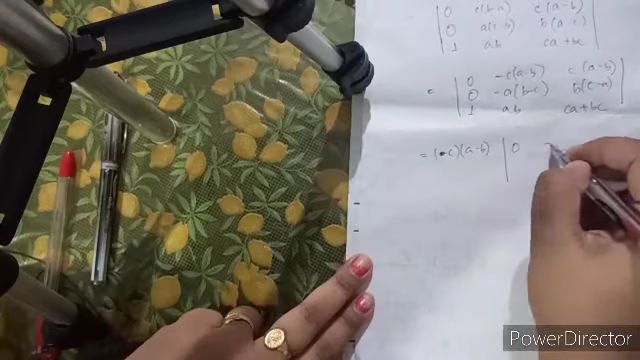 | 0 c(b-a) c(a-b) |
| 0 a(c-b) b(a-c) |
| 1 ab ca+bc |
= | 0 -c(a-b) c(a-b) |
| 0 -a(b-c) b(c-a) |
| 1 ab ca+bc |
= (-c)(a-b) | 0
PowerDirector